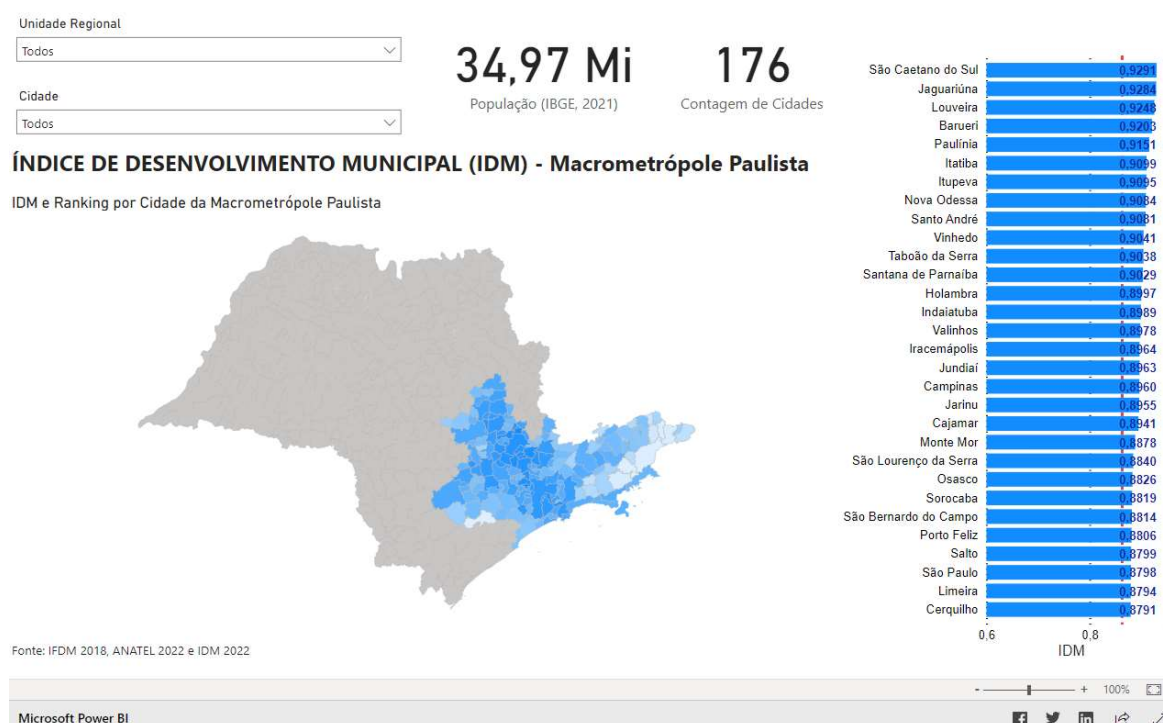 Unidade Regional
Todos
Cidade
Todos
34,97 Mi
População (IBGE, 2021)
176
Contagem de Cidades
ÍNDICE DE DESENVOLVIMENTO MUNICIPAL (IDM) - Macrometrópole Paulista
IDM e Ranking por Cidade da Macrometrópole Paulista
São Caetano do Sul 0,9291
Jaguariúna 0,9284
Louveira 0,9248
Barueri 0,9203
Paulínia 0,9151
Itatiba 0,9099
Itupeva 0,9095
Nova Odessa 0,9084
Santo André 0,9081
Vinhedo 0,9041
Taboão da Serra 0,9038
Santana de Parnaíba 0,9029
Holambra 0,8997
Indaiatuba 0,8989
Valinhos 0,8978
Iracemápolis 0,8964
Jundiaí 0,8963
Campinas 0,8960
Jarinu 0,8955
Cajamar 0,8941
Monte Mor 0,8878
São Lourenço da Serra 0,8840
Osasco 0,8826
Sorocaba 0,8819
São Bernardo do Campo 0,8814
Porto Feliz 0,8806
Salto 0,8799
São Paulo 0,8798
Limeira 0,8794
Cerquilho 0,8791
0,6 0,8
IDM
Fonte: IFDM 2018, ANATEL 2022 e IDM 2022
- + 100%
Microsoft Power BI